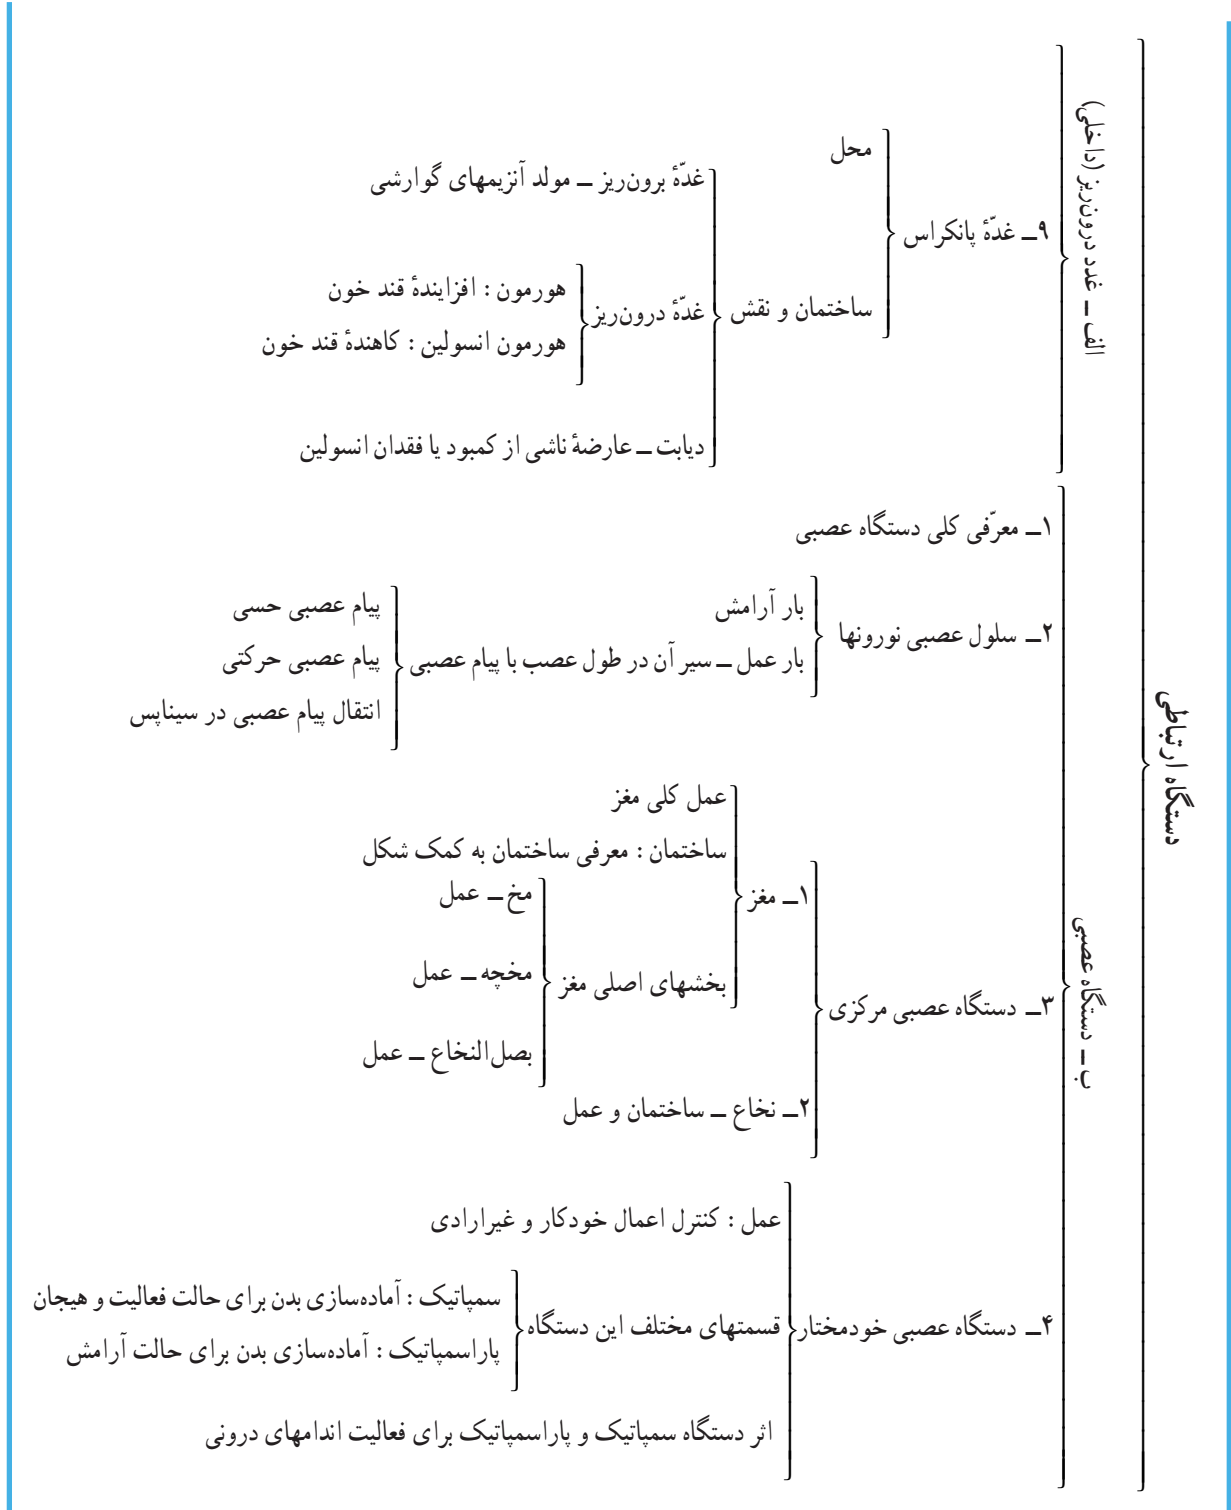 دستگاه ارتباطی
الف ــ غدد درون‌ریز (داخلی)
۹ــ غدّهٔ پانکراس
محل
ساختمان و نقش
غدّهٔ برون‌ریز ــ مولد آنزیمهای گوارشی
غدّهٔ درون‌ریز
هورمون : افزایندهٔ قند خون
هورمون انسولین : کاهندهٔ قند خون
دیابت ــ عارضهٔ ناشی از کمبود یا فقدان انسولین
ب ــ دستگاه عصبی
۱ــ معرّفی کلی دستگاه عصبی
۲ــ سلول عصبی نورونها
بار آرامش
بار عمل ــ سیر آن در طول عصب با پیام عصبی
پیام عصبی حسی
پیام عصبی حرکتی
انتقال پیام عصبی در سیناپس
۳ــ دستگاه عصبی مرکزی
۱ــ مغز
عمل کلی مغز
ساختمان : معرفی ساختمان به کمک شکل
بخشهای اصلی مغز
مخ ــ عمل
مخچه ــ عمل
بصل‌النخاع ــ عمل
۲ــ نخاع ــ ساختمان و عمل
۴ــ دستگاه عصبی خودمختار
عمل : کنترل اعمال خودکار و غیرارادی
قسمتهای مختلف این دستگاه
سمپاتیک : آماده‌سازی بدن برای حالت فعالیت و هیجان
پاراسمپاتیک : آماده‌سازی بدن برای حالت آرامش
اثر دستگاه سمپاتیک و پاراسمپاتیک برای فعالیت اندامهای درونی